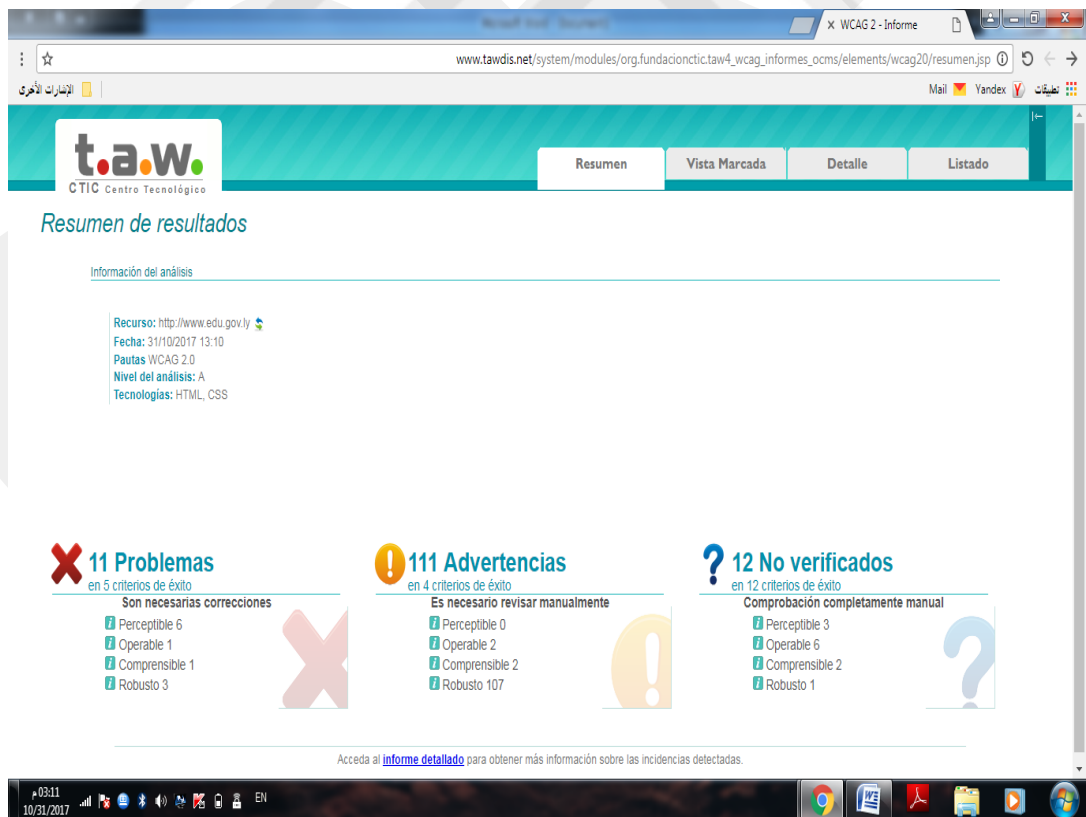 WCAG 2 - Informe
www.tawdis.net/system/modules/org.fundacionctic.taw4_wcag_informes_ocms/elements/wcag20/resumen.jsp
الإشارات الأخرى
Mail
Yandex
تطبيقات
t.a.w.
CTIC Centro Tecnológico
Resumen
Vista Marcada
Detalle
Listado
Resumen de resultados
Información del análisis
Recurso: http://www.edu.gov.ly
Fecha: 31/10/2017 13:10
Pautas WCAG 2.0
Nivel del análisis: A
Tecnologías: HTML, CSS
11 Problemas
en 5 criterios de éxito
Son necesarias correcciones
Perceptible 6
Operable 1
Comprensible 1
Robusto 3
111 Advertencias
en 4 criterios de éxito
Es necesario revisar manualmente
Perceptible 0
Operable 2
Comprensible 2
Robusto 107
12 No verificados
en 12 criterios de éxito
Comprobación completamente manual
Perceptible 3
Operable 6
Comprensible 2
Robusto 1
Acceda al informe detallado para obtener más información sobre las incidencias detectadas.
03:11 م
10/31/2017
EN